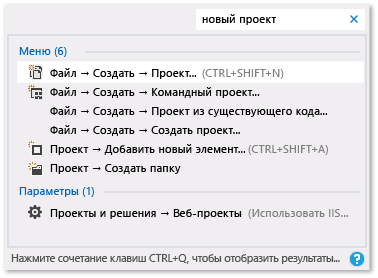 новый проект
Меню (6)
Файл → Создать → Проект... (CTRL+SHIFT+N)
Файл → Создать → Командный проект...
Файл → Создать → Проект из существующего кода...
Файл → Создать → Создать проект...
Проект → Добавить новый элемент... (CTRL+SHIFT+A)
Проект → Создать папку
Параметры (1)
Проекты и решения → Веб-проекты (Использовать IIS...
Нажмите сочетание клавиш CTRL+Q, чтобы отобразить результаты...